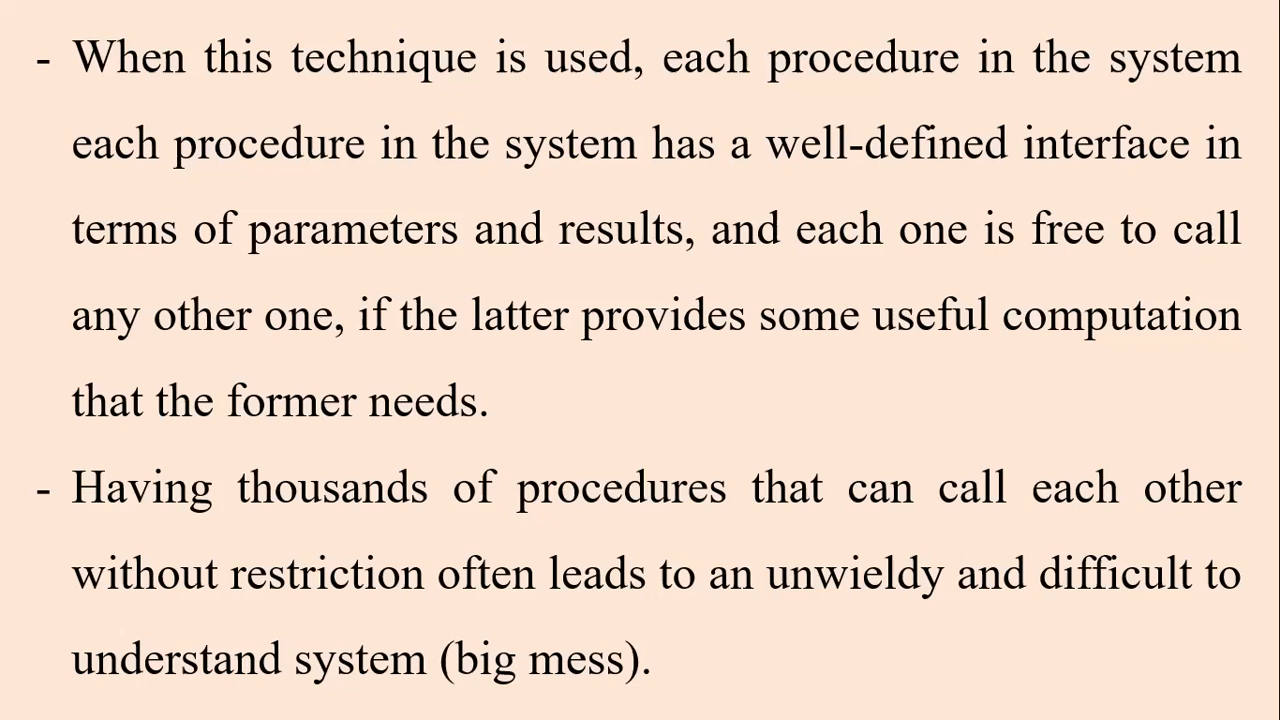 - When this technique is used, each procedure in the system
each procedure in the system has a well-defined interface in
terms of parameters and results, and each one is free to call
any other one, if the latter provides some useful computation
that the former needs.
- Having thousands of procedures that can call each other
without restriction often leads to an unwieldy and difficult to
understand system (big mess).